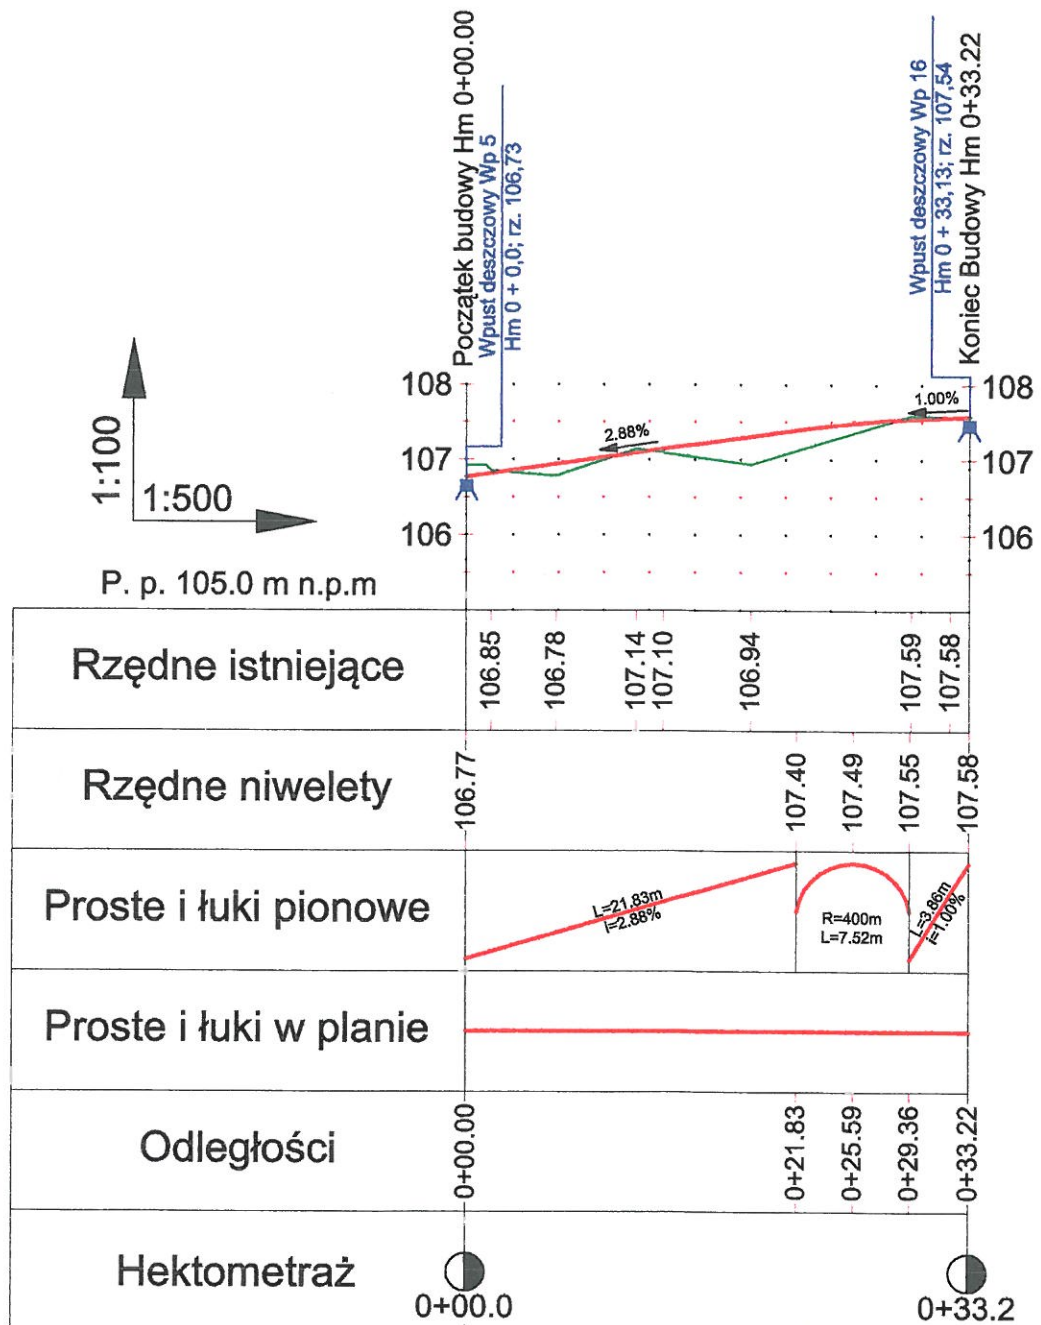 Początek budowy Hm 0+00.00
Wpust deszczowy Wp 5
Hm 0 + 0,0; rz. 106,73
Wpust deszczowy Wp 16
Hm 0 + 33,13; rz. 107,54
Koniec Budowy Hm 0+33.22
1:100
1:500
108
107
106
2.88%
1.00%
108
107
106
P. p. 105.0 m n.p.m
Rzędne istniejące
106.85
106.78
107.14
107.10
106.94
107.59
107.58
Rzędne niwelety
106.77
107.40
107.49
107.55
107.58
Proste i łuki pionowe
L=21.83m
i=2.88%
R=400m
L=7.52m
L=3.86m
i=1.00%
Proste i łuki w planie
Odległości
0+00.00
0+21.83
0+25.59
0+29.36
0+33.22
Hektometraż
0+00.0
0+33.2